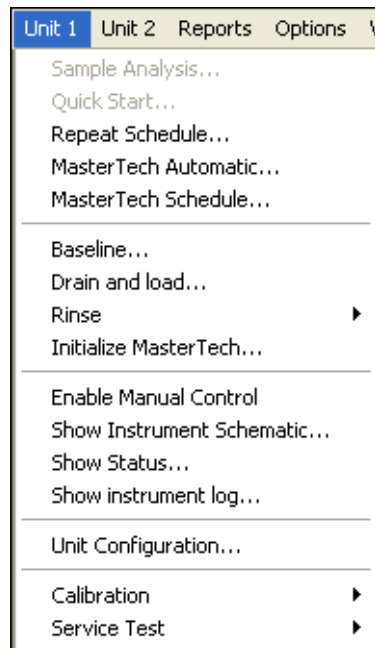 Unit 1 Unit 2 Reports Options
Sample Analysis...
Quick Start...
Repeat Schedule...
MasterTech Automatic...
MasterTech Schedule...
Baseline...
Drain and load...
Rinse
Initialize MasterTech...
Enable Manual Control
Show Instrument Schematic...
Show Status...
Show instrument log...
Unit Configuration...
Calibration
Service Test